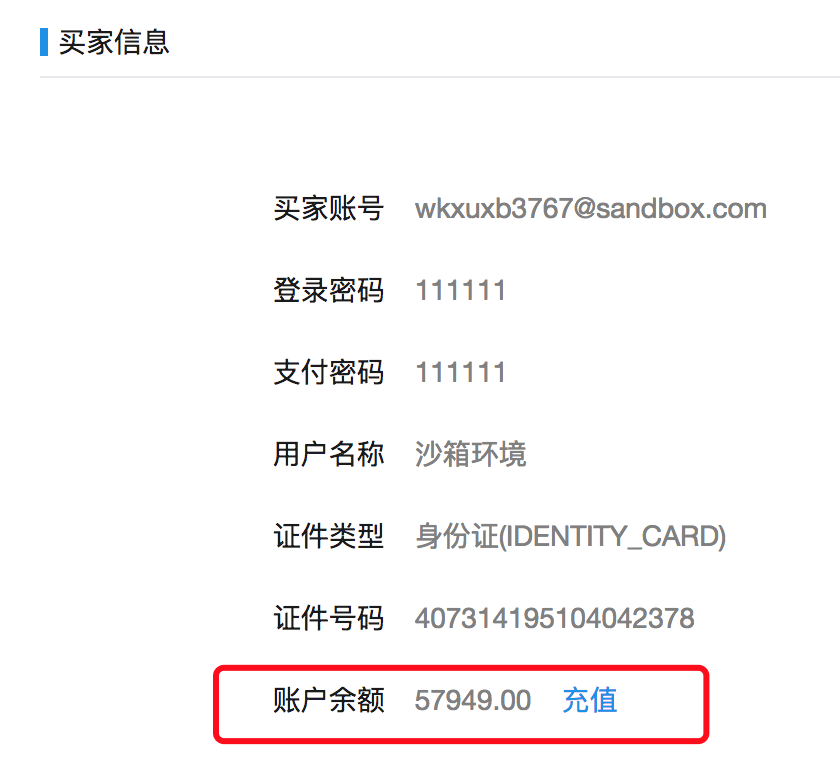 买家信息
买家账号 wkxuxb3767@sandbox.com
登录密码 111111
支付密码 111111
用户名称 沙箱环境
证件类型 身份证(IDENTITY_CARD)
证件号码 407314195104042378
账户余额 57949.00 充值